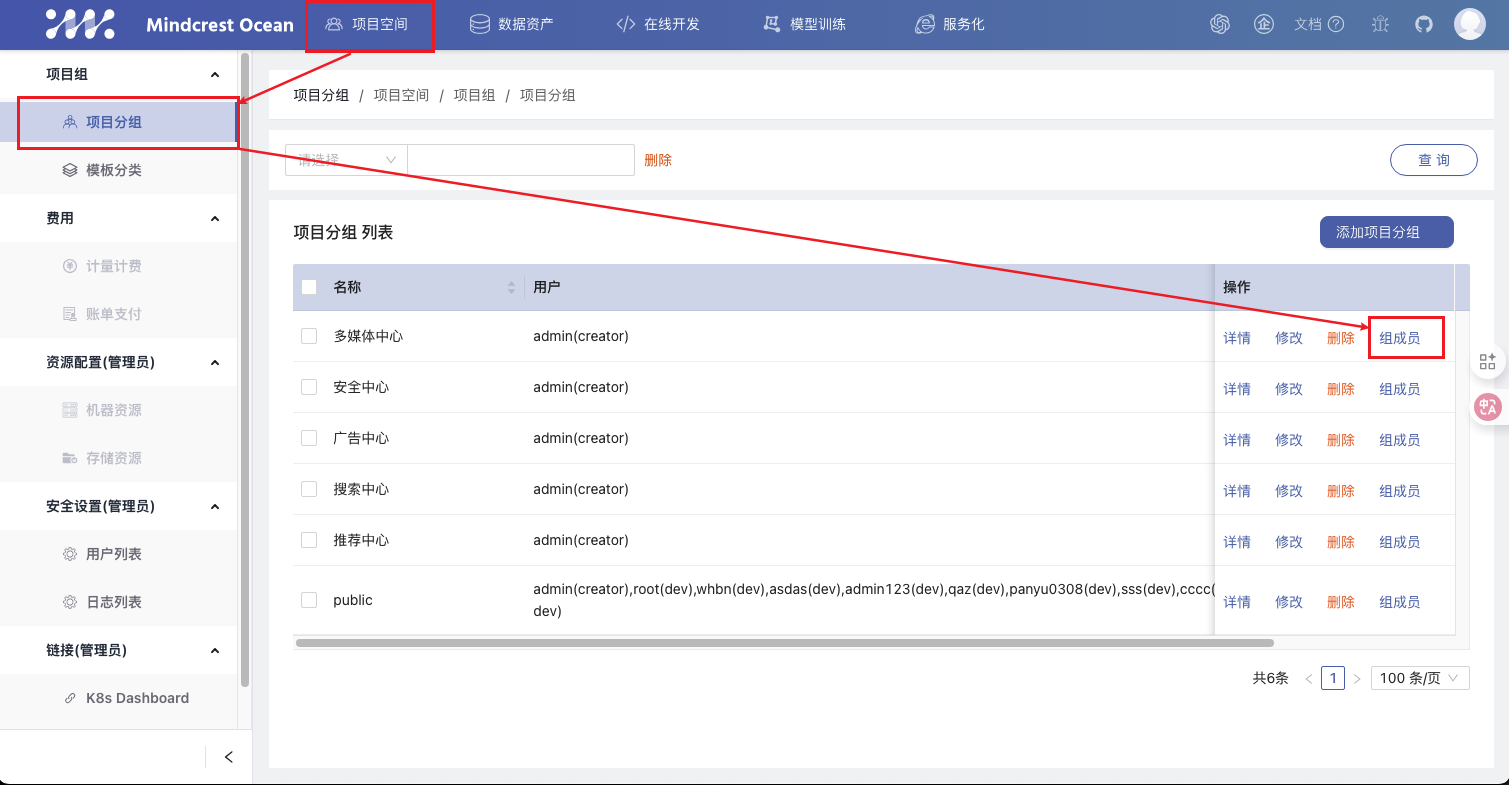 Mindcrest Ocean
项目空间
数据资产
在线开发
模型训练
服务化
企
文档
项目组
项目分组
模板分类
费用
计量计费
账单支付
资源配置(管理员)
机器资源
存储资源
安全设置(管理员)
用户列表
日志列表
链接(管理员)
K8s Dashboard
项目分组 / 项目空间 / 项目组 / 项目分组
请选择
删除
查 询
项目分组 列表
添加项目分组
名称 用户 操作
多媒体中心 admin(creator) 详情 修改 删除 组成员
安全中心 admin(creator) 详情 修改 删除 组成员
广告中心 admin(creator) 详情 修改 删除 组成员
搜索中心 admin(creator) 详情 修改 删除 组成员
推荐中心 admin(creator) 详情 修改 删除 组成员
public admin(creator),root(dev),whbn(dev),asdas(dev),admin123(dev),qaz(dev),panyu0308(dev),sss(dev),cccc( 详情 修改 删除 组成员
dev)
共6条 < 1 > 100 条/页
中A